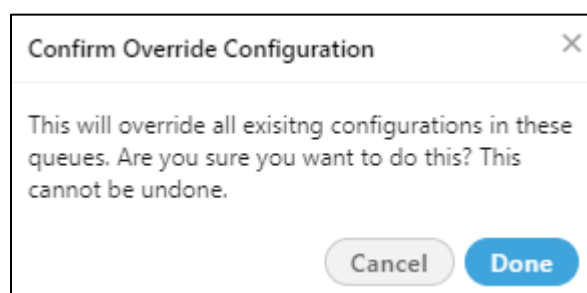 Confirm Override Configuration
This will override all exisitng configurations in these
queues. Are you sure you want to do this? This
cannot be undone.
Cancel Done